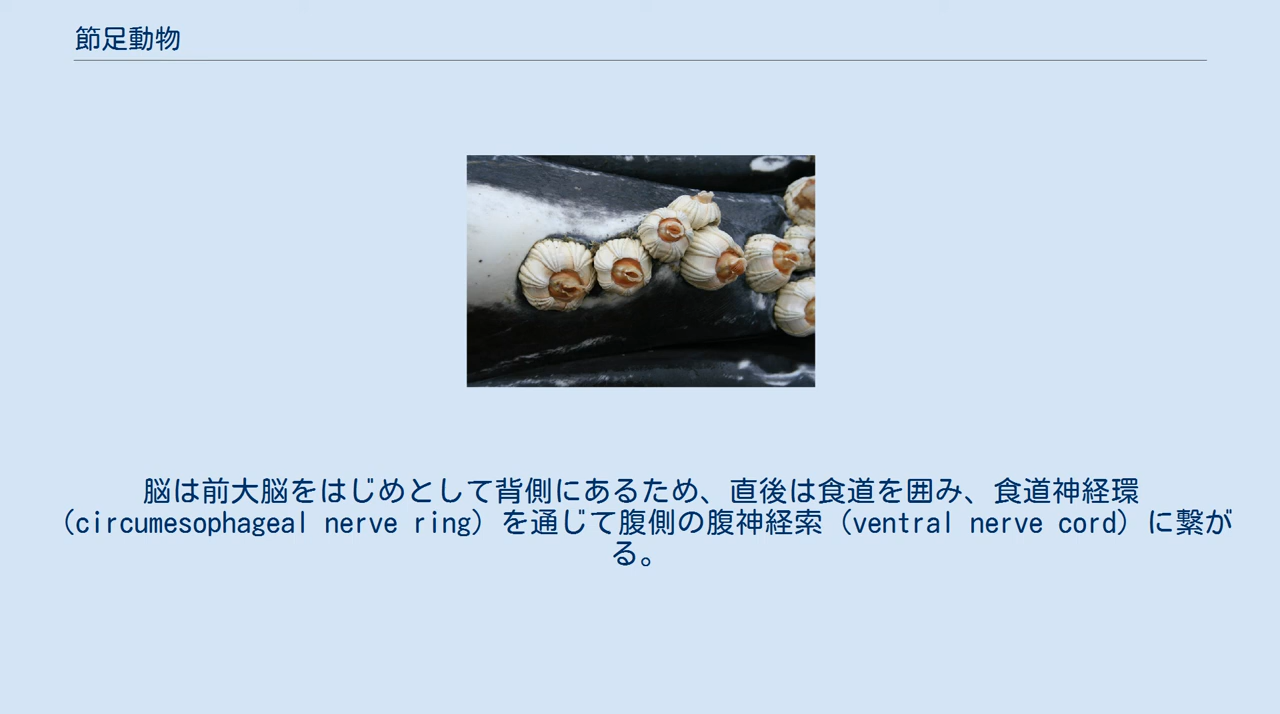 節足動物
脳は前大脳をはじめとして背側にあるため、直後は食道を囲み、食道神経環
（circumesophageal nerve ring）を通じて腹側の腹神経索（ventral nerve cord）に繋が
る。